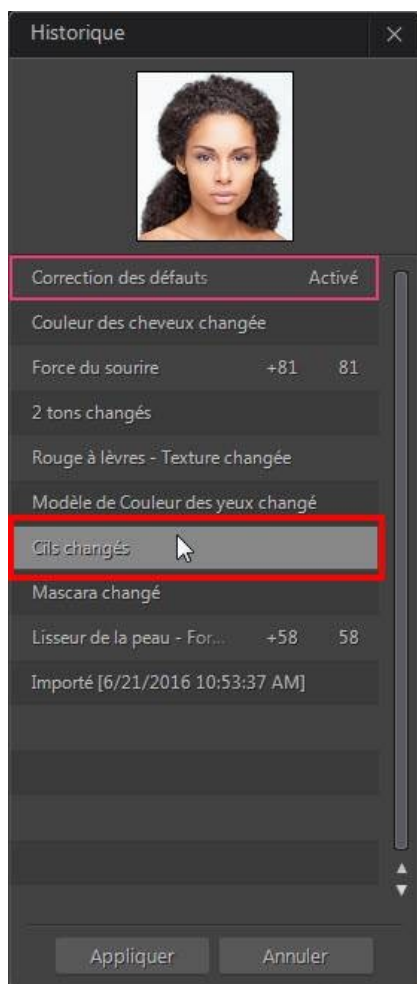 Historique
Correction des défauts Activé
Couleur des cheveux changée
Force du sourire +81 81
2 tons changés
Rouge à lèvres - Texture changée
Modèle de Couleur des yeux changé
Cils changés
Mascara changé
Lisseur de la peau - For... +58 58
Importé [6/21/2016 10:53:37 AM]
Appliquer Annuler